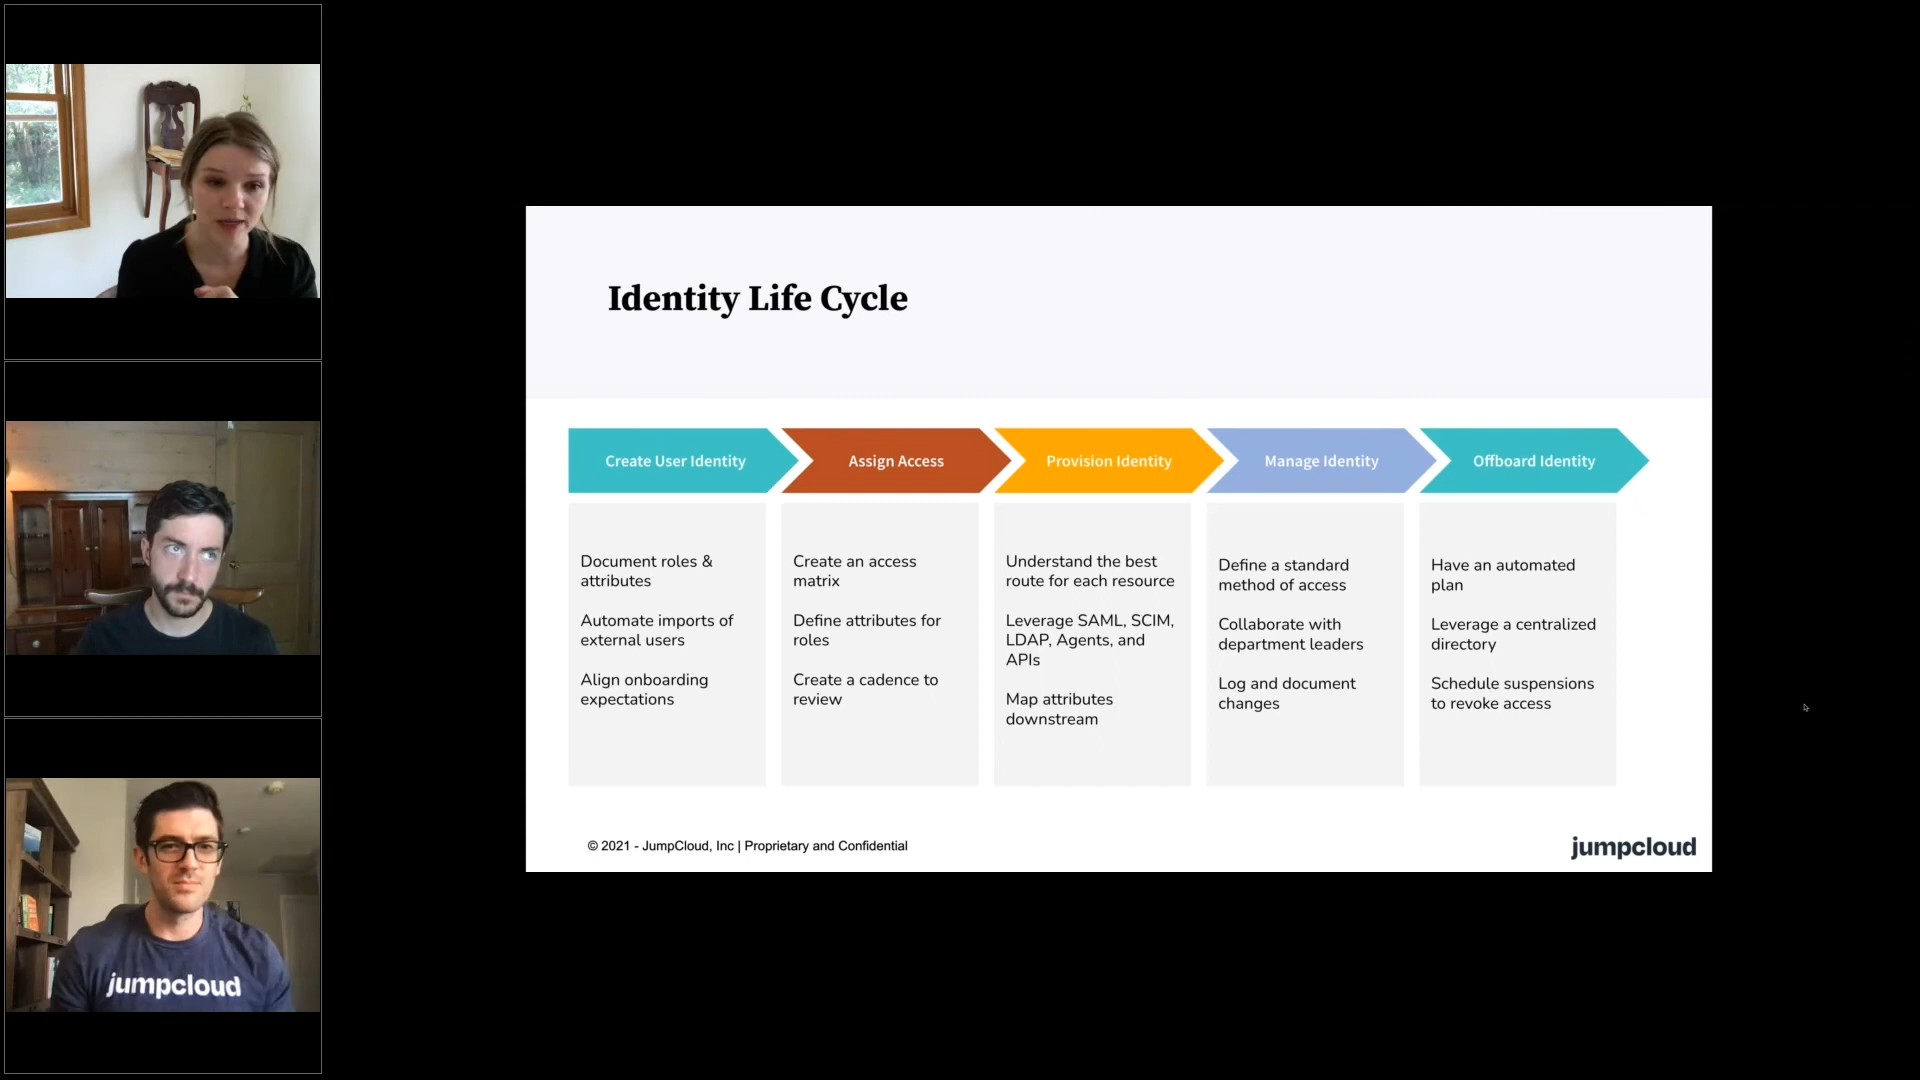 Identity Life Cycle
Create User Identity
Assign Access
Provision Identity
Manage Identity
Offboard Identity
Document roles &
attributes
Automate imports of
external users
Align onboarding
expectations
Create an access
matrix
Define attributes for
roles
Create a cadence to
review
Understand the best
route for each resource
Leverage SAML, SCIM,
LDAP, Agents, and
APIs
Map attributes
downstream
Define a standard
method of access
Collaborate with
department leaders
Log and document
changes
Have an automated
plan
Leverage a centralized
directory
Schedule suspensions
to revoke access
© 2021 - JumpCloud, Inc | Proprietary and Confidential
jumpcloud
jumpcloud